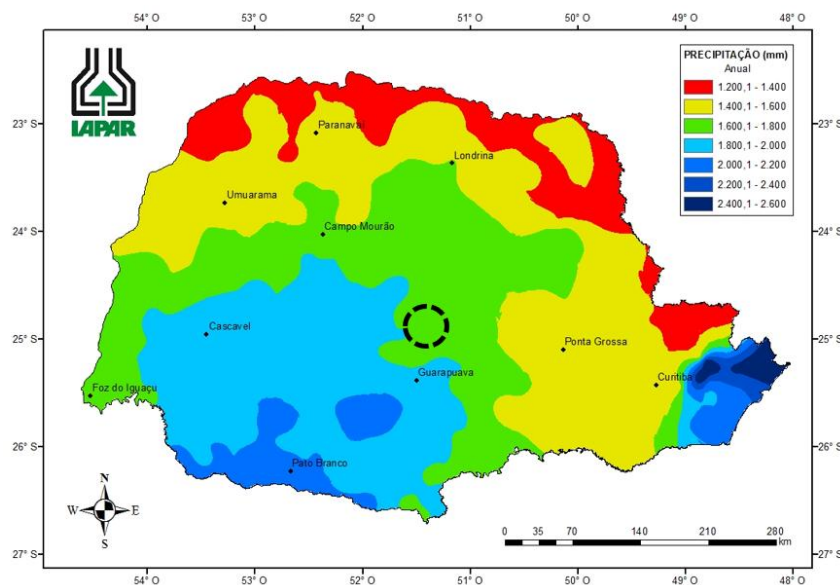 54° O 53° O 52° O 51° O 50° O 49° O 48° O
IAPAR
PRECIPITAÇÃO (mm)
Anual
1.200,1 - 1.400
1.400,1 - 1.600
1.600,1 - 1.800
1.800,1 - 2.000
2.000,1 - 2.200
2.200,1 - 2.400
2.400,1 - 2.600
23° S 23° S
Paranavaí
Londrina
Umuarama
24° S Campo Mourão 24° S
Cascavel
25° S 25° S
Ponta Grossa
Guarapuava
Foz do Iguaçu
Curitiba
26° S 26° S
Pato Branco
N
W E
S
0 35 70 140 210 280
km
27° S 27° S
54° O 53° O 52° O 51° O 50° O 49° O 48° O